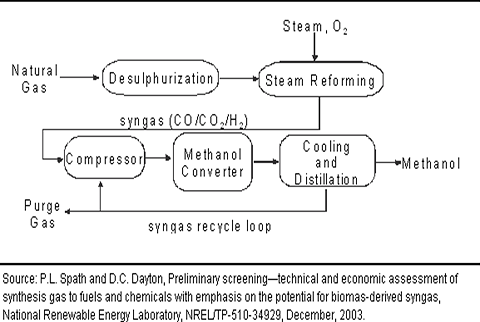 Steam, O2
Natural
Gas
Desulphurization
Steam Reforming
syngas (CO/CO2/H2)
Compressor
Methanol
Converter
Cooling
and
Distillation
Methanol
Purge
Gas
syngas recycle loop
Source: P.L. Spath and D.C. Dayton, Preliminary screening—technical and economic assessment of
synthesis gas to fuels and chemicals with emphasis on the potential for biomas-derived syngas,
National Renewable Energy Laboratory, NREL/TP-510-34929, December, 2003.